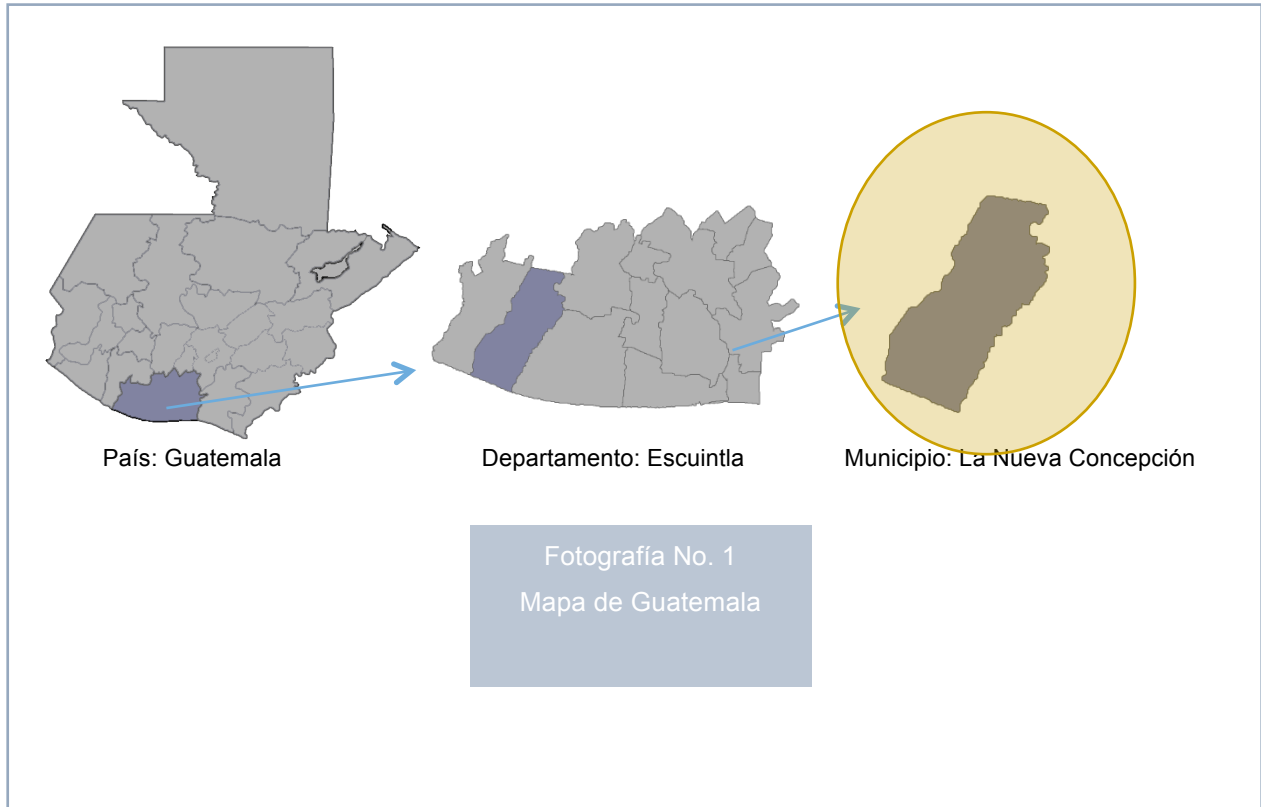 País: Guatemala
Departamento: Escuintla
Municipio: La Nueva Concepción
Fotografía No. 1
Mapa de Guatemala